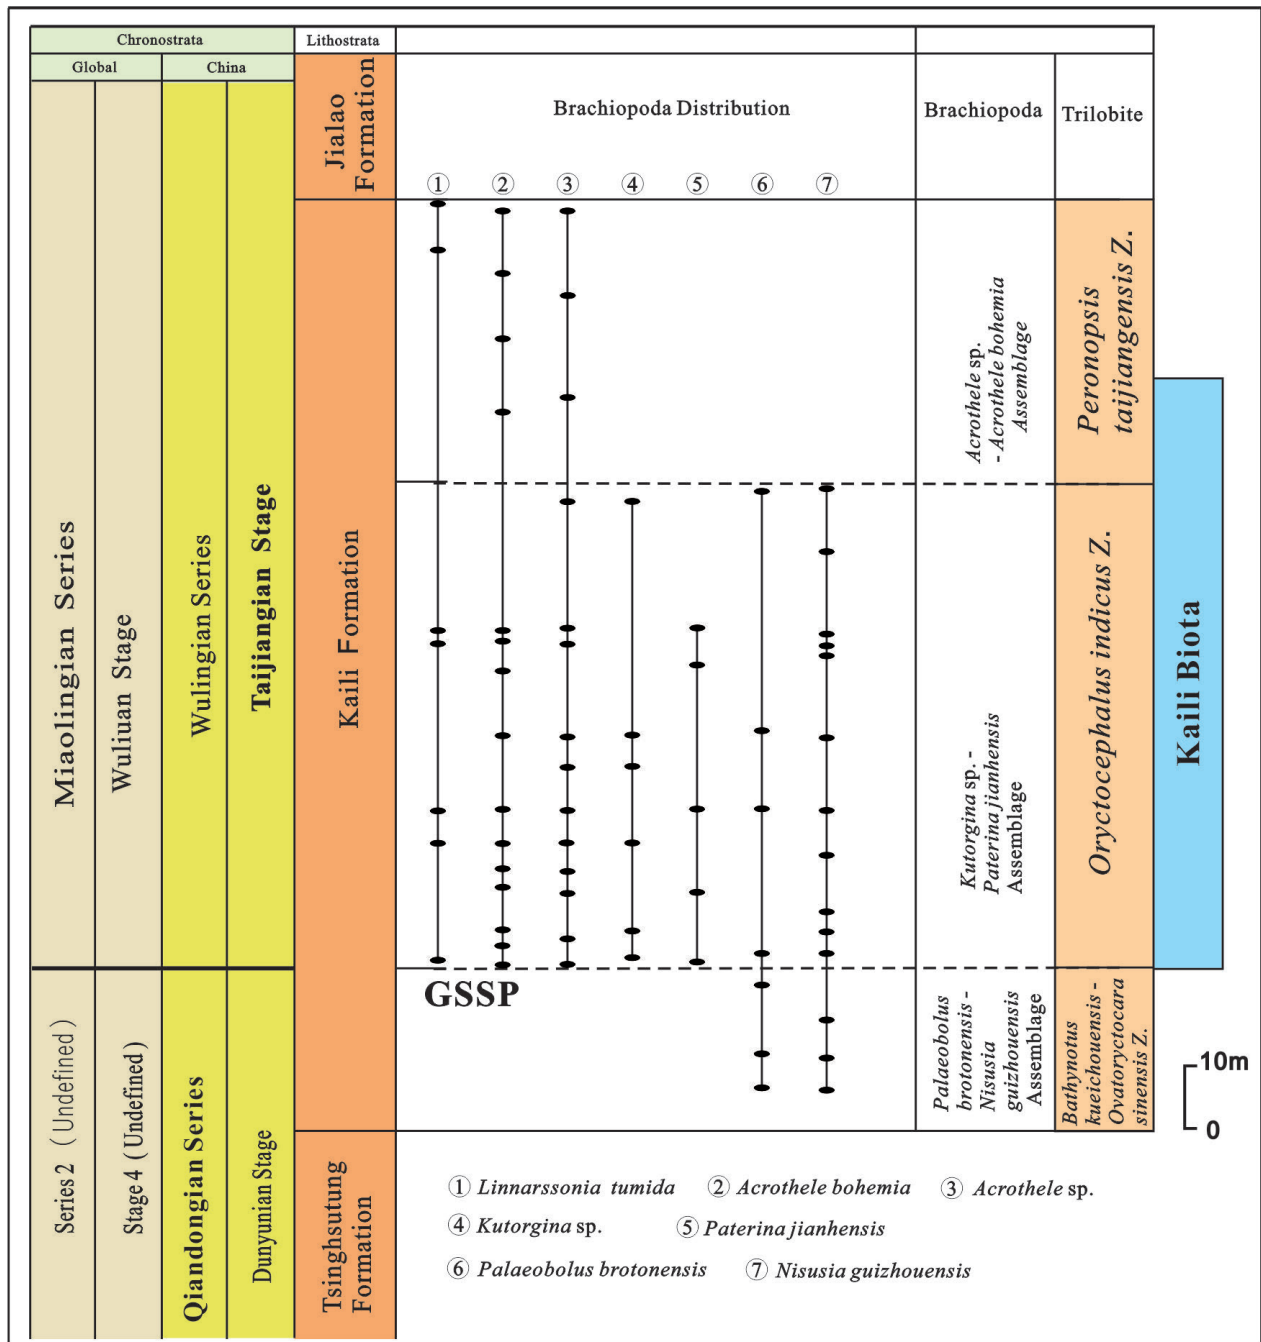 Chronostrata
Lithostrata
Global
China
Brachiopoda Distribution
Brachiopoda
Trilobite
Jialao
Formation
① ② ③ ④ ⑤ ⑥ ⑦
Miaolingian Series
Wuliuan Stage
Wulingian Series
Taijiangian Stage
Kaili Formation
Acrothele sp.
- Acrothele bohemia
Assemblage
Peronopsis
taijiangensis Z.
Kutorgina sp. -
Paterina jianhensis
Assemblage
Oryctocephalus indicus Z.
Kaili Biota
GSSP
Series 2 (Undefined)
Stage 4 (Undefined)
Qiandongian Series
Dunyunian Stage
Tsinghsutung
Formation
Palaeobolus
brotonensis -
Nisusia
guizhouensis
Assemblage
Bathynotus
kueichouensis -
Ovatoryctocara
sinensis Z.
10m
0
① Linnarssonia tumida ② Acrothele bohemia ③ Acrothele sp.
④ Kutorgina sp. ⑤ Paterina jianhensis
⑥ Palaeobolus brotonensis ⑦ Nisusia guizhouensis